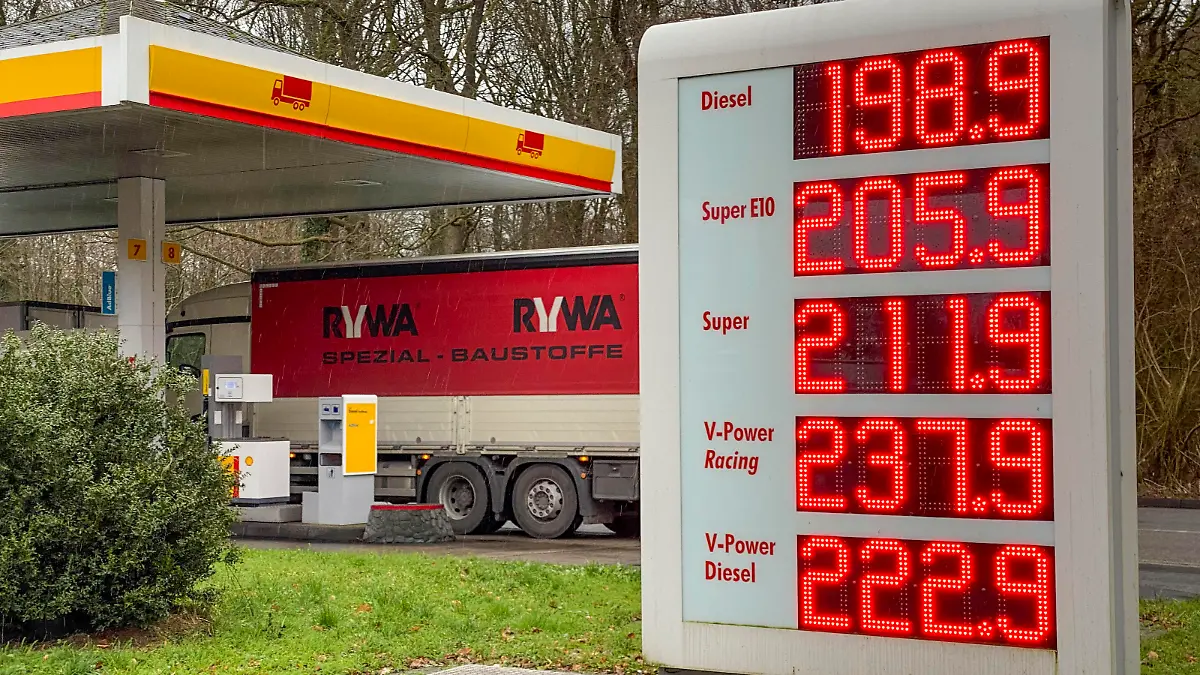 Diesel 198.9
Super E10 205.9
Super 211.9
V-Power
Racing 237.9
V-Power
Diesel 222.9
7 8
AdBlue
RYWA RYWA®
SPEZIAL - BAUSTOFFE